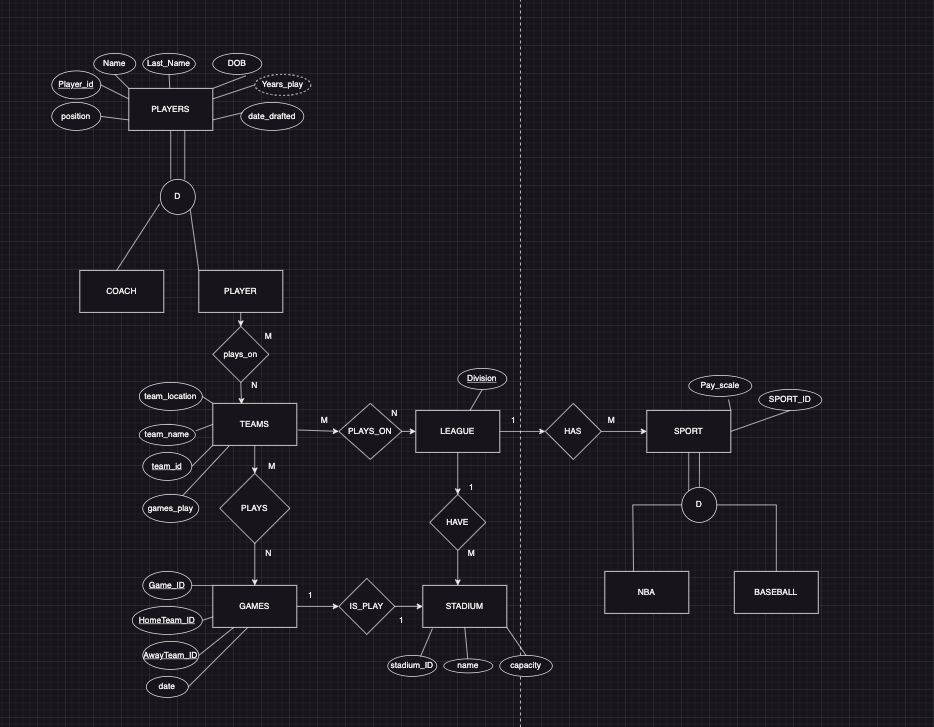 Name
Last_Name
DOB
Player_id
Years_play
PLAYERS
position
date_drafted
D
COACH
PLAYER
M
plays_on
N
Division
Pay_scale
team_location
SPORT_ID
TEAMS
M
PLAYS_ON
N
LEAGUE
1
HAS
M
SPORT
team_name
team_id
M
1
games_play
PLAYS
HAVE
D
N
M
Game_ID
GAMES
1
IS_PLAY
1
STADIUM
NBA
BASEBALL
HomeTeam_ID
AwayTeam_ID
stadium_ID
name
capacity
date